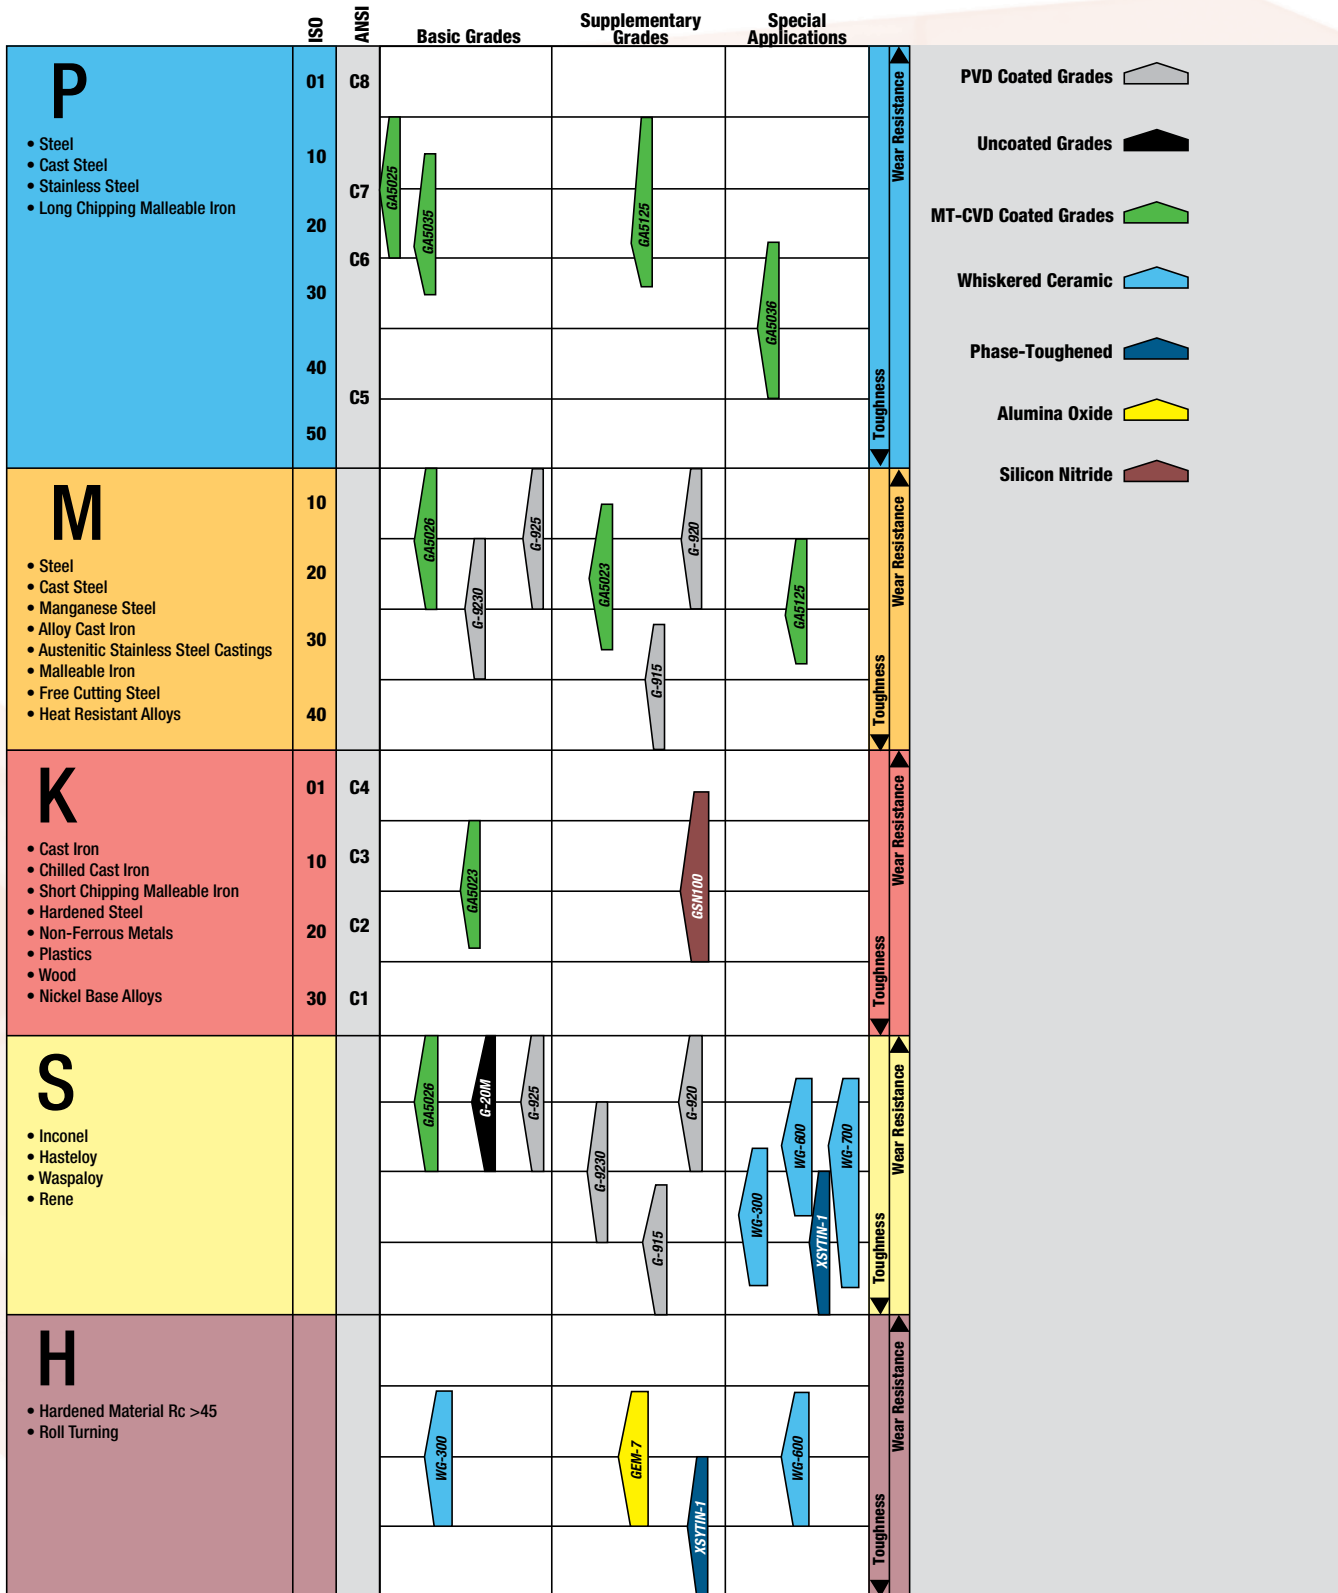 ISO
ANSI
Basic Grades
Supplementary
Grades
Special
Applications
P
• Steel
• Cast Steel
• Stainless Steel
• Long Chipping Malleable Iron
01
10
20
30
40
50
C8
C7
C6
C5
GA5025
GA5035
GA5125
GA5036
Wear Resistance
Toughness
M
• Steel
• Cast Steel
• Manganese Steel
• Alloy Cast Iron
• Austenitic Stainless Steel Castings
• Malleable Iron
• Free Cutting Steel
• Heat Resistant Alloys
10
20
30
40
GA5026
G-9230
G-925
GA5023
G-915
G-920
GA5125
Wear Resistance
Toughness
K
• Cast Iron
• Chilled Cast Iron
• Short Chipping Malleable Iron
• Hardened Steel
• Non-Ferrous Metals
• Plastics
• Wood
• Nickel Base Alloys
01
10
20
30
C4
C3
C2
C1
GA5023
GSN100
Wear Resistance
Toughness
S
• Inconel
• Hasteloy
• Waspaloy
• Rene
GA5026
G-20M
G-925
G-9230
G-915
G-920
WG-300
WG-600
XSYTIN-1
WG-700
Wear Resistance
Toughness
H
• Hardened Material Rc >45
• Roll Turning
WG-300
GEM-7
XSYTIN-1
WG-600
Wear Resistance
Toughness
PVD Coated Grades
Uncoated Grades
MT-CVD Coated Grades
Whiskered Ceramic
Phase-Toughened
Alumina Oxide
Silicon Nitride